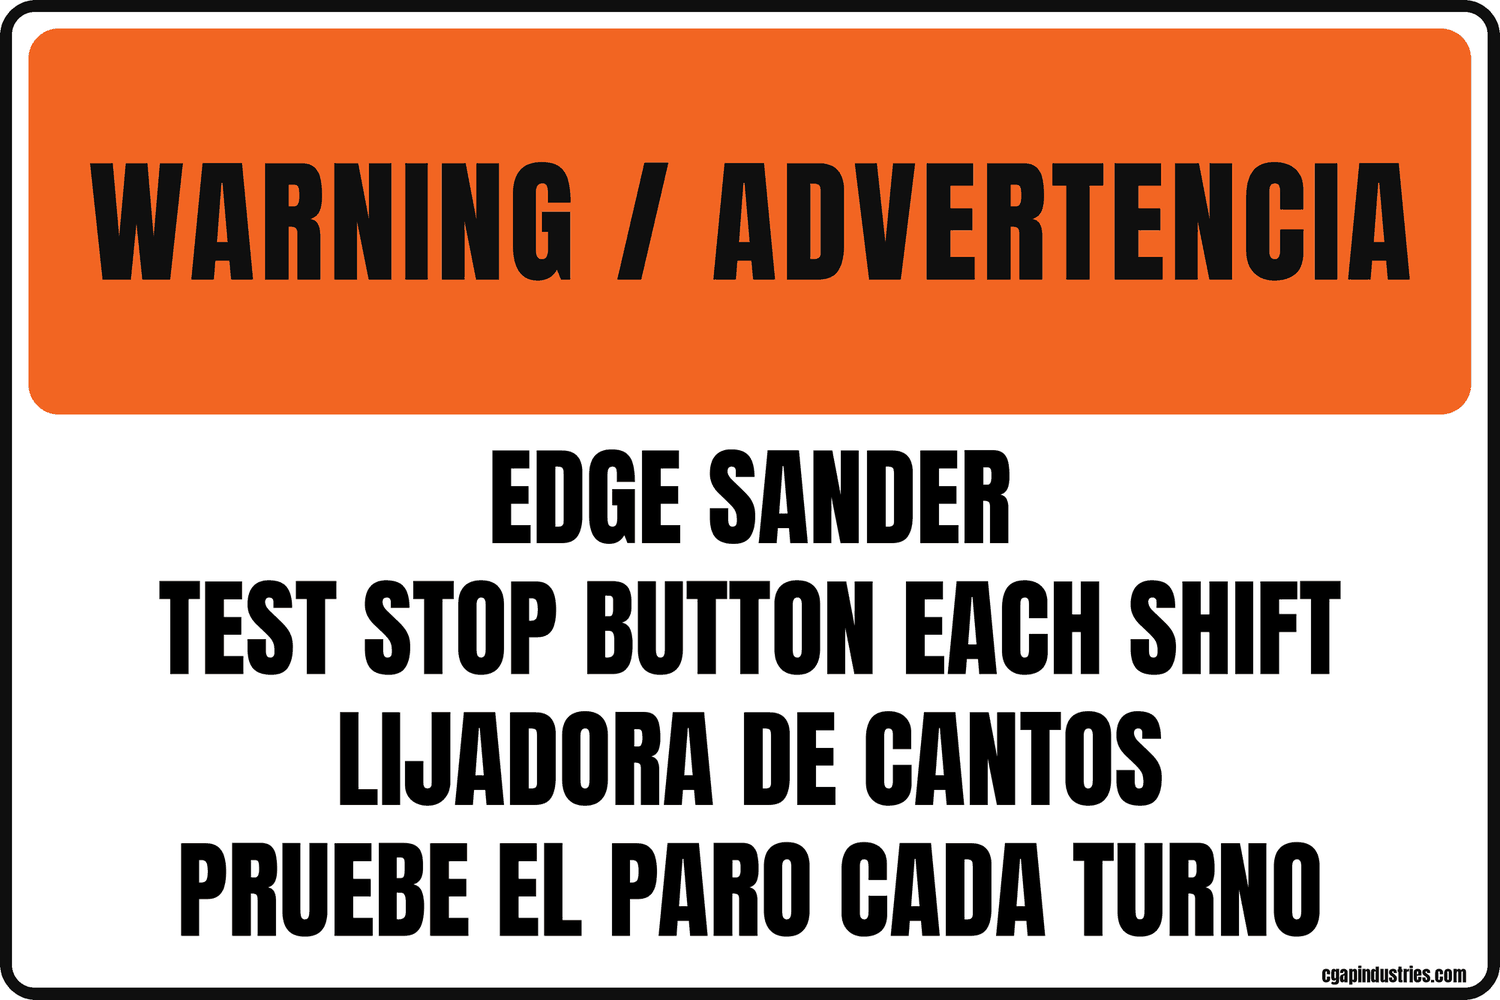 WARNING / ADVERTENCIA
EDGE SANDER
TEST STOP BUTTON EACH SHIFT
LIJADORA DE CANTOS
PRUEBE EL PARO CADA TURNO
cgapindustries.com